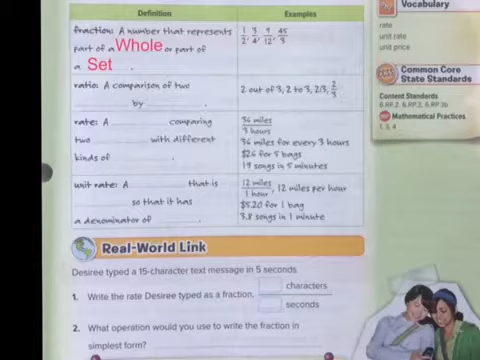 Definition
Examples
fraction: A number that represents
part of a Whole or part of
a Set.
1/2, 3/4, 9/12, 45/3
ratio: A comparison of two
by
2 out of 3, 2 to 3, 2:3, 2/3
rate: A comparing
two with different
kinds of
36 miles
3 hours
36 miles for every 3 hours
$26 for 5 bags
19 songs in 5 minutes
unit rate: A that is
so that it has
a denominator of
12 miles
1 hour, 12 miles per hour
$5.20 for 1 bag
3.8 songs in 1 minute
Real-World Link
Desiree typed a 15-character text message in 5 seconds.
1. Write the rate Desiree typed as a fraction.
characters
seconds
2. What operation would you use to write the fraction in
simplest form?
Vocabulary
rate
unit rate
unit price
Common Core
State Standards
Content Standards
6.RP.2, 6.RP.3, 6.RP.3b
MP Mathematical Practices
1, 3, 4